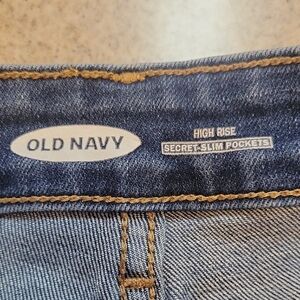 OLD NAVY
HIGH RISE
SECRET-SLIM POCKETS